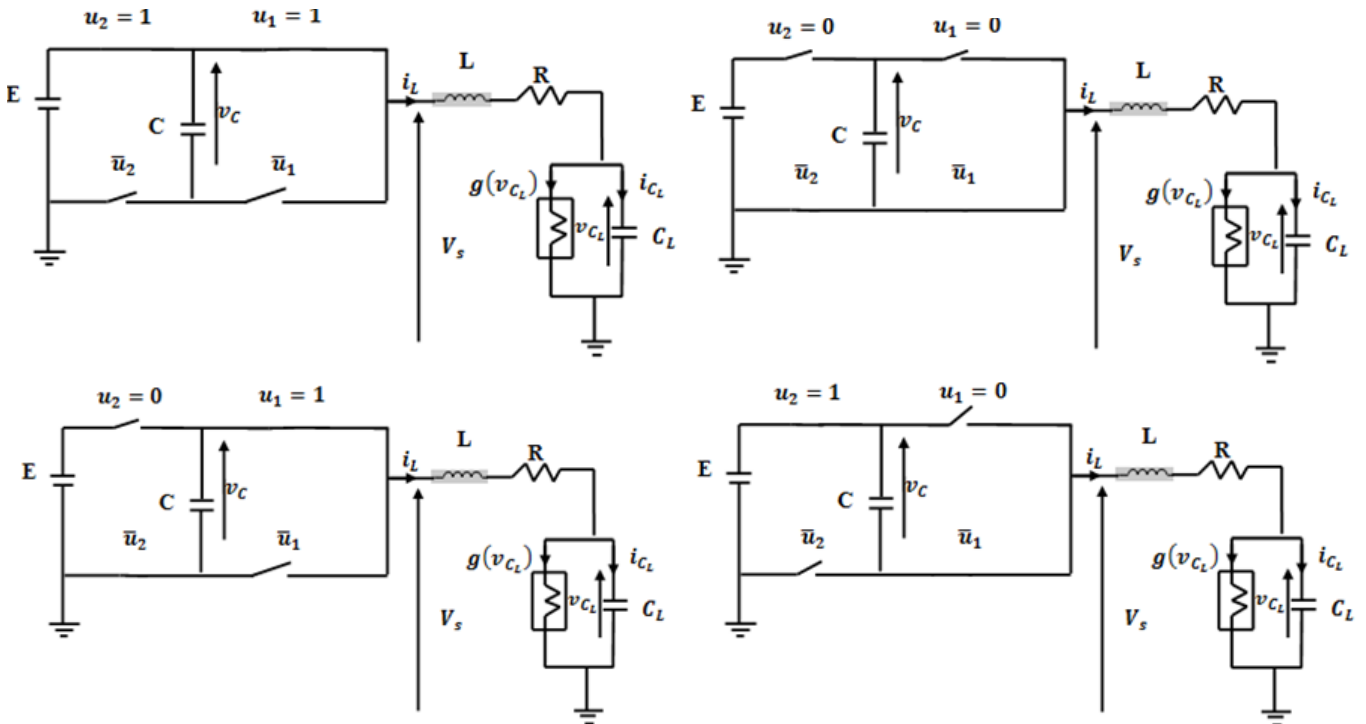 u₂ = 1 u₁ = 1
E
C
v_C
i_L
L
R
ū₂
ū₁
V_s
g(v_{C_L})
v_{C_L}
i_{C_L}
C_L
u₂ = 0 u₁ = 0
E
C
v_C
i_L
L
R
ū₂
ū₁
V_s
g(v_{C_L})
v_{C_L}
i_{C_L}
C_L
u₂ = 0 u₁ = 1
E
C
v_C
i_L
L
R
ū₂
ū₁
V_s
g(v_{C_L})
v_{C_L}
i_{C_L}
C_L
u₂ = 1 u₁ = 0
E
C
v_C
i_L
L
R
ū₂
ū₁
V_s
g(v_{C_L})
v_{C_L}
i_{C_L}
C_L